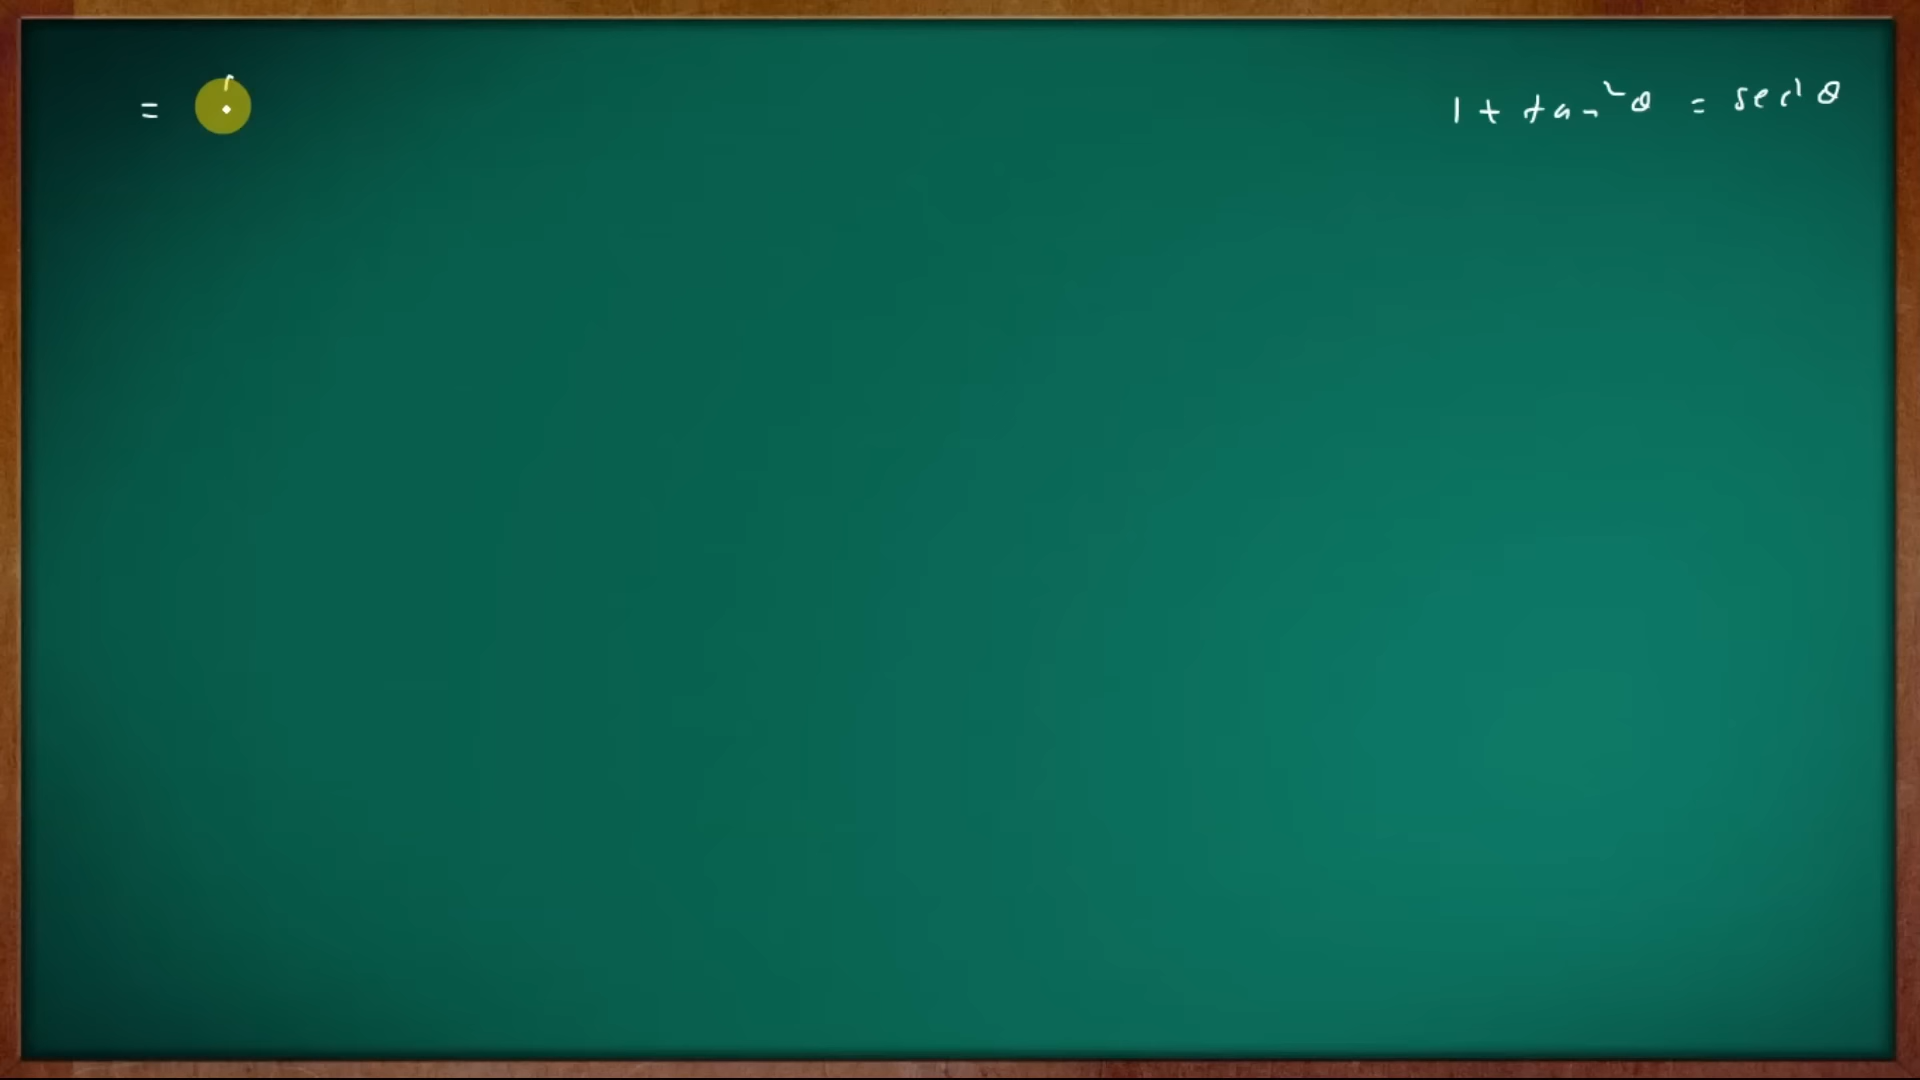 =
1 + tan²θ = sec²θ